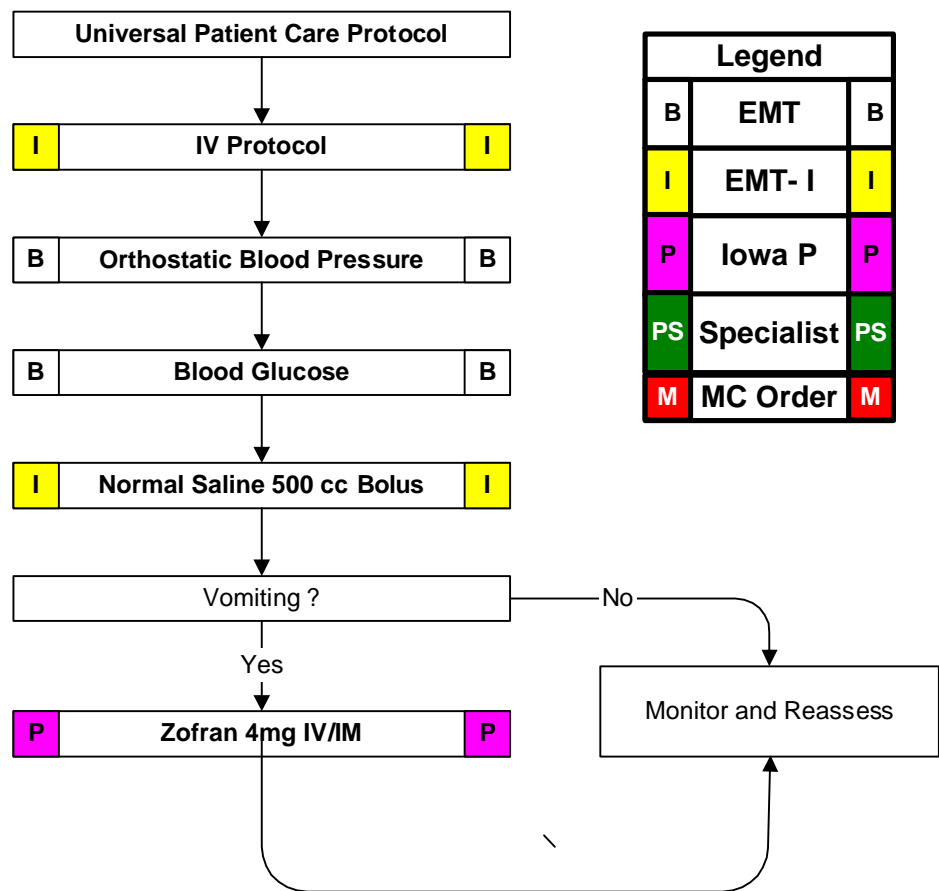 Universal Patient Care Protocol
I IV Protocol I
B Orthostatic Blood Pressure B
B Blood Glucose B
I Normal Saline 500 cc Bolus I
Vomiting ?
No
Yes
P Zofran 4mg IV/IM P
Monitor and Reassess
Legend
B EMT B
I EMT- I I
P Iowa P P
PS Specialist PS
M MC Order M